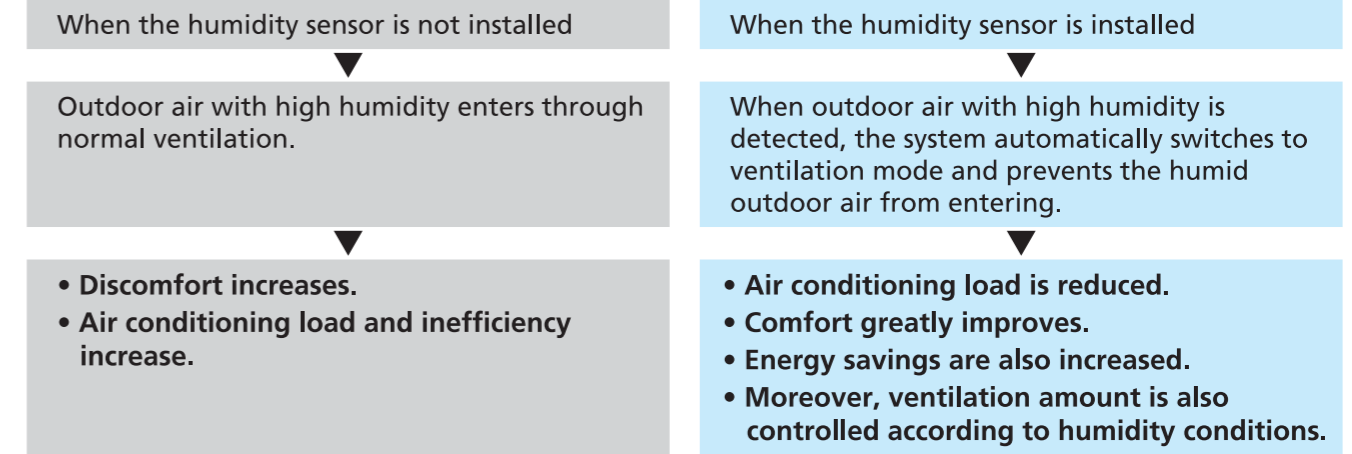 When the humidity sensor is not installed
Outdoor air with high humidity enters through
normal ventilation.
• Discomfort increases.
• Air conditioning load and inefficiency
increase.
When the humidity sensor is installed
When outdoor air with high humidity is
detected, the system automatically switches to
ventilation mode and prevents the humid
outdoor air from entering.
• Air conditioning load is reduced.
• Comfort greatly improves.
• Energy savings are also increased.
• Moreover, ventilation amount is also
controlled according to humidity conditions.